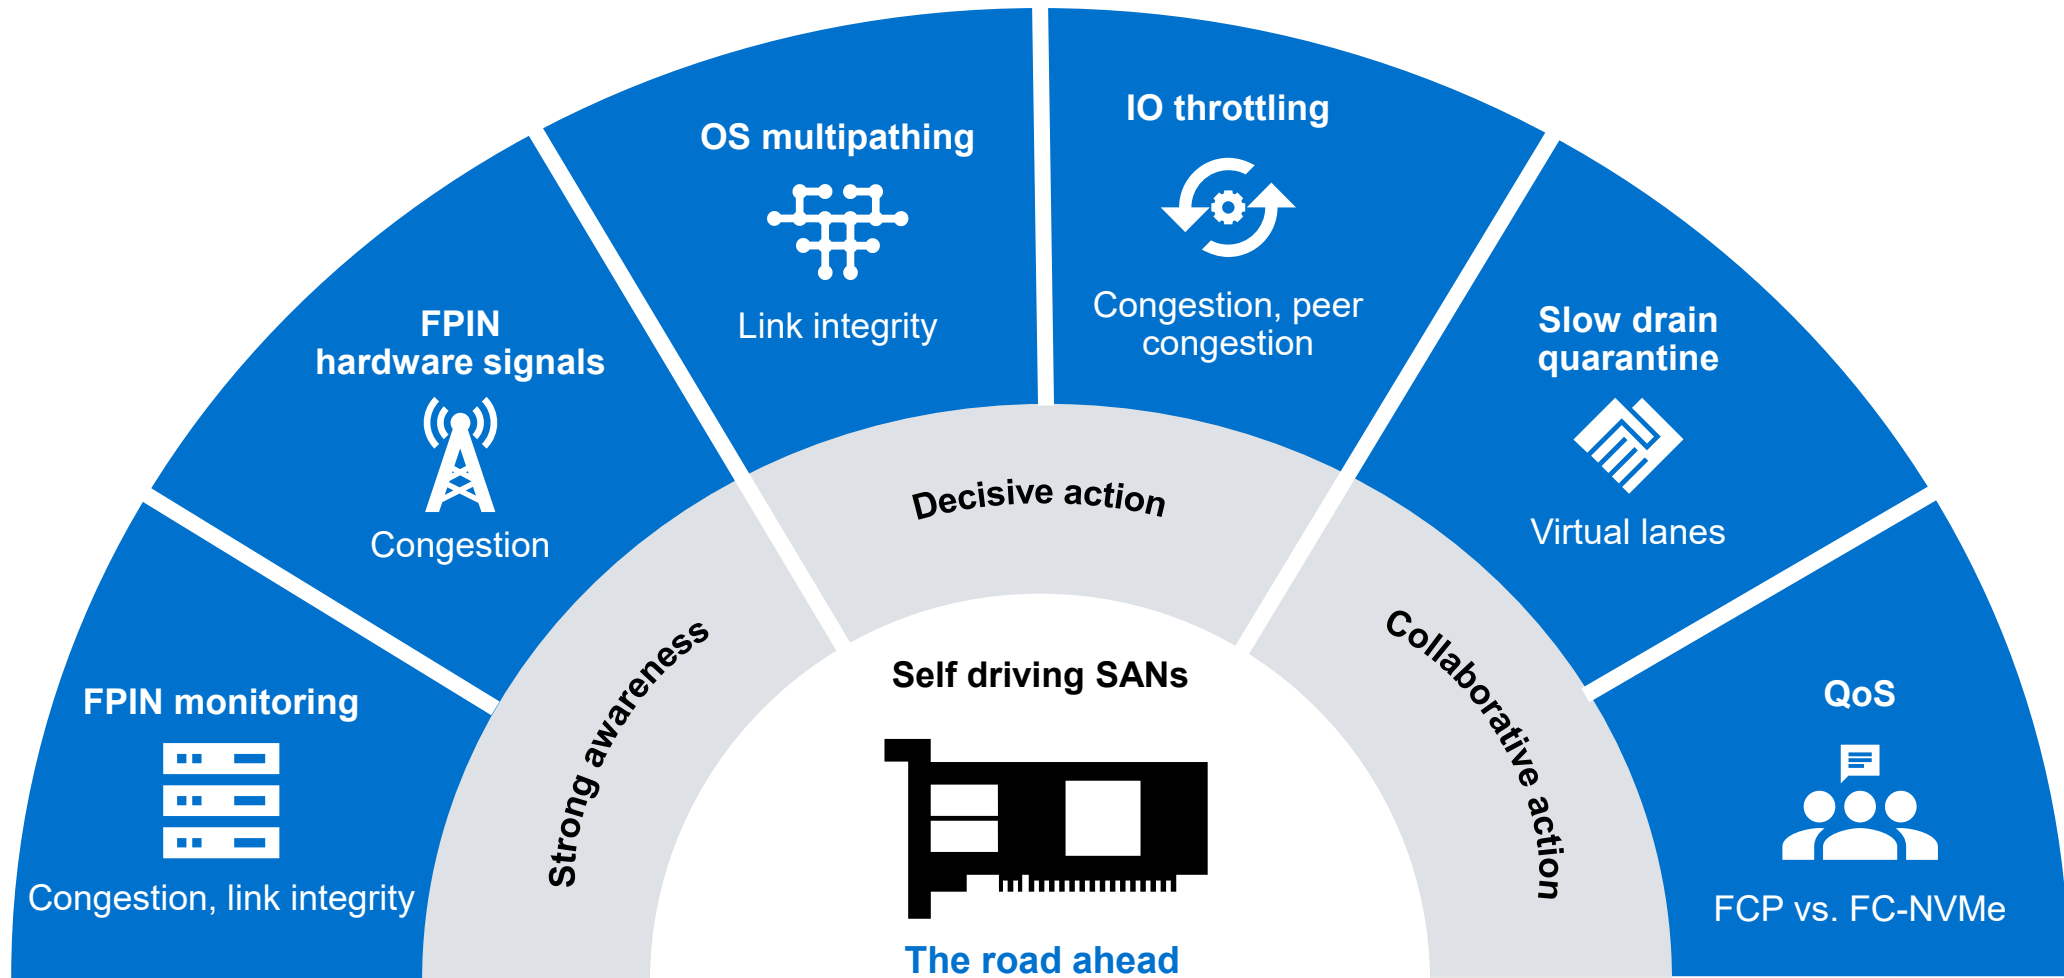 FPIN monitoring
Congestion, link integrity
FPIN
hardware signals
Congestion
OS multipathing
Link integrity
IO throttling
Congestion, peer
congestion
Slow drain
quarantine
Virtual lanes
QoS
FCP vs. FC-NVMe
Strong awareness
Decisive action
Collaborative action
Self driving SANs
The road ahead